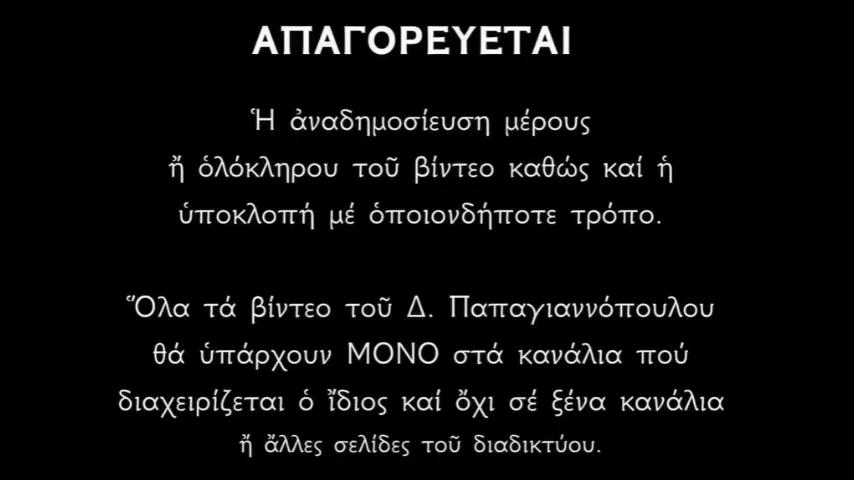 ΑΠΑΓΟΡΕΥΕΤΑΙ
Ἡ ἀναδημοσίευση μέρους
ἤ ὁλόκληρου τοῦ βίντεο καθώς καί ἡ
ὑποκλοπή μέ ὁποιονδήποτε τρόπο.
Ὅλα τά βίντεο τοῦ Δ. Παπαγιαννόπουλου
θά ὑπάρχουν ΜΟΝΟ στά κανάλια πού
διαχειρίζεται ὁ ἴδιος καί ὄχι σέ ξένα κανάλια
ἤ ἄλλες σελίδες τοῦ διαδικτύου.